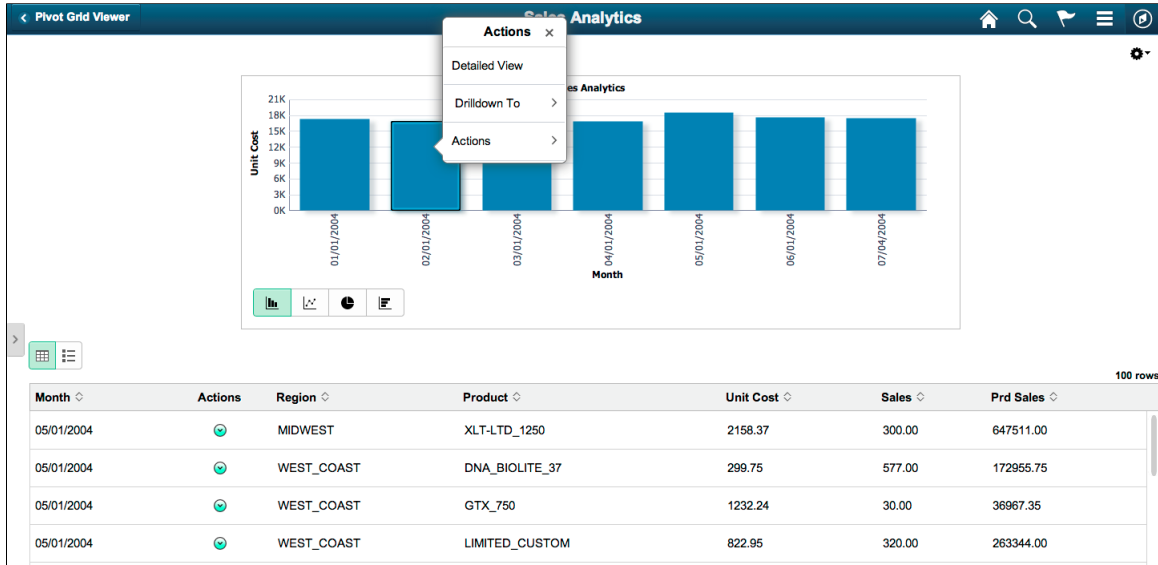 Pivot Grid Viewer
Sales Analytics
Actions ×
Detailed View
Drilldown To
Actions
es Analytics
21K
18K
15K
12K
9K
6K
3K
0K
Unit Cost
01/01/2004
02/01/2004
03/01/2004
04/01/2004
05/01/2004
06/01/2004
07/04/2004
Month
100 rows
Month Actions Region Product Unit Cost Sales Prd Sales
05/01/2004 MIDWEST XLT-LTD_1250 2158.37 300.00 647511.00
05/01/2004 WEST_COAST DNA_BIOLITE_37 299.75 577.00 172955.75
05/01/2004 WEST_COAST GTX_750 1232.24 30.00 36967.35
05/01/2004 WEST_COAST LIMITED_CUSTOM 822.95 320.00 263344.00